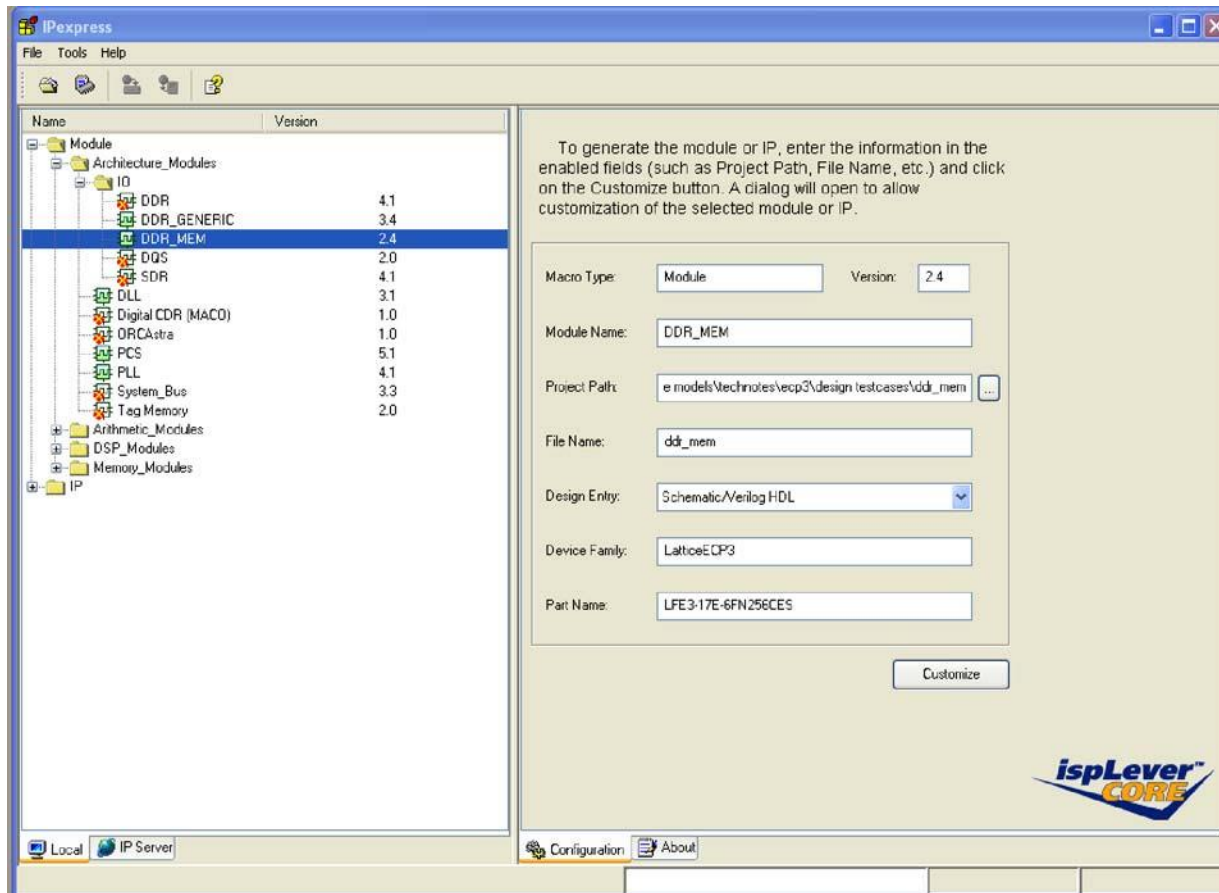 IPexpress
File Tools Help
Name Version
Module
Architecture_Modules
IO
DDR 4.1
DDR_GENERIC 3.4
DDR_MEM 2.4
DQS 2.0
SDR 4.1
DLL 3.1
Digital CDR (MACO) 1.0
ORCAstra 1.0
PCS 5.1
PLL 4.1
System_Bus 3.3
Tag Memory 2.0
Arithmetic_Modules
DSP_Modules
Memory_Modules
IP
To generate the module or IP, enter the information in the
enabled fields (such as Project Path, File Name, etc.) and click
on the Customize button. A dialog will open to allow
customization of the selected module or IP.
Macro Type: Module Version: 2.4
Module Name: DDR_MEM
Project Path: e models\technotes\ecp3\design testcases\ddr_mem ...
File Name: ddr_mem
Design Entry: Schematic/Verilog HDL
Device Family: LatticeECP3
Part Name: LFE3-17E-6FN256CES
Customize
ispLever™
CORE
Local IP Server
Configuration About